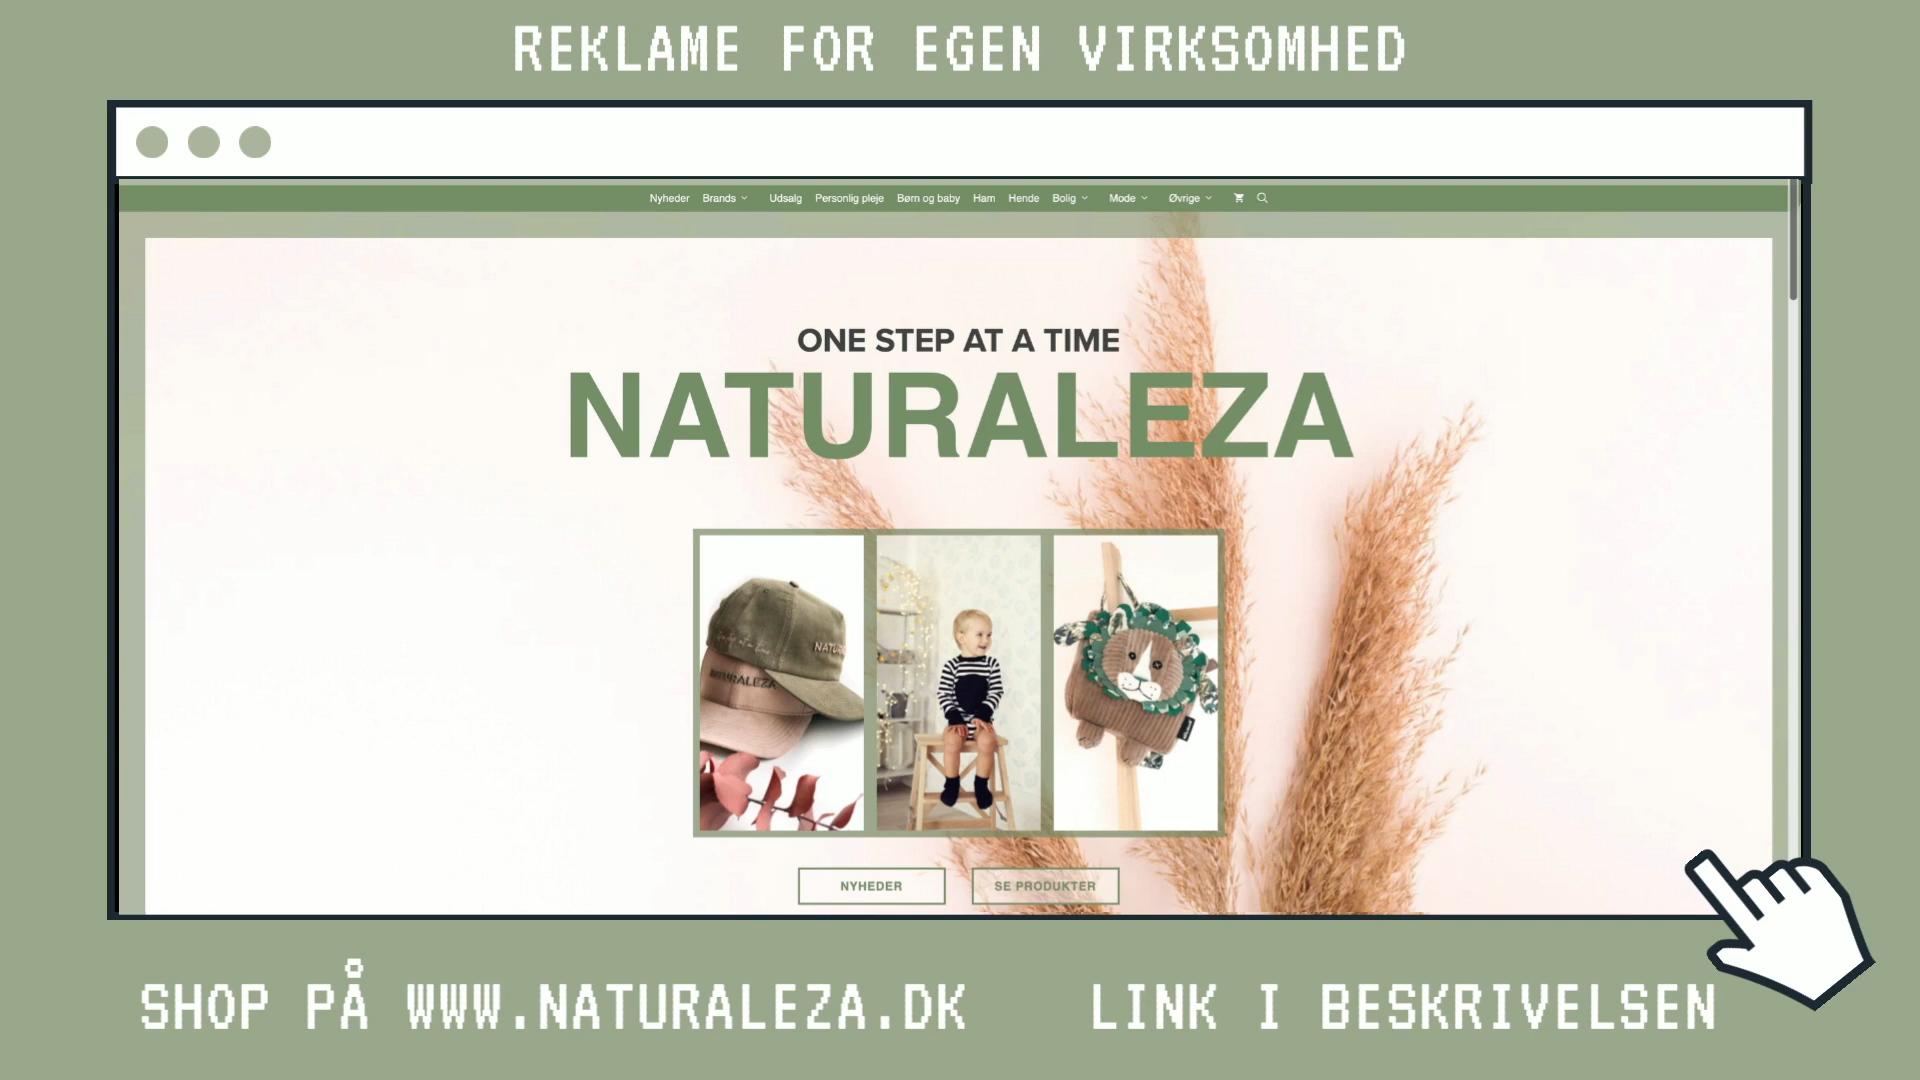 REKLAME FOR EGEN VIRKSOMHED
Nyheder Brands Udsalg Personlig pleje Børn og baby Ham Hende Bolig Mode Øvrige
ONE STEP AT A TIME
NATURALEZA
NATURALEZA
NYHEDER SE PRODUKTER
SHOP PÅ WWW.NATURALEZA.DK LINK I BESKRIVELSEN